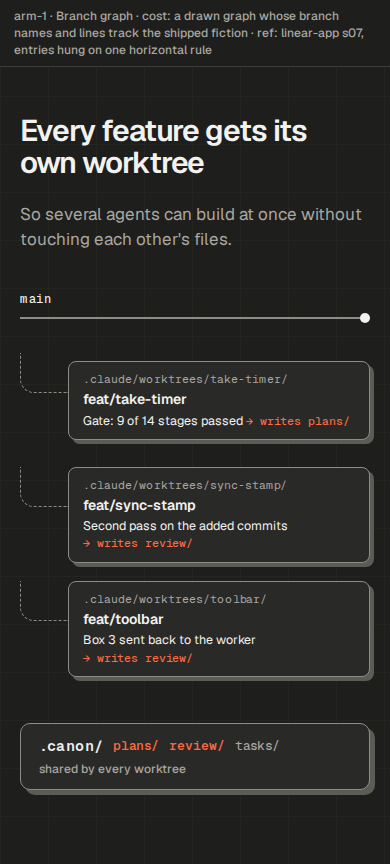 arm-1 · Branch graph · cost: a drawn graph whose branch
names and lines track the shipped fiction · ref: linear-app s07,
entries hung on one horizontal rule
Every feature gets its
own worktree
So several agents can build at once without
touching each other's files.
main
.claude/worktrees/take-timer/
feat/take-timer
Gate: 9 of 14 stages passed → writes plans/
.claude/worktrees/sync-stamp/
feat/sync-stamp
Second pass on the added commits
→ writes review/
.claude/worktrees/toolbar/
feat/toolbar
Box 3 sent back to the worker
→ writes review/
.canon/ plans/ review/ tasks/
shared by every worktree